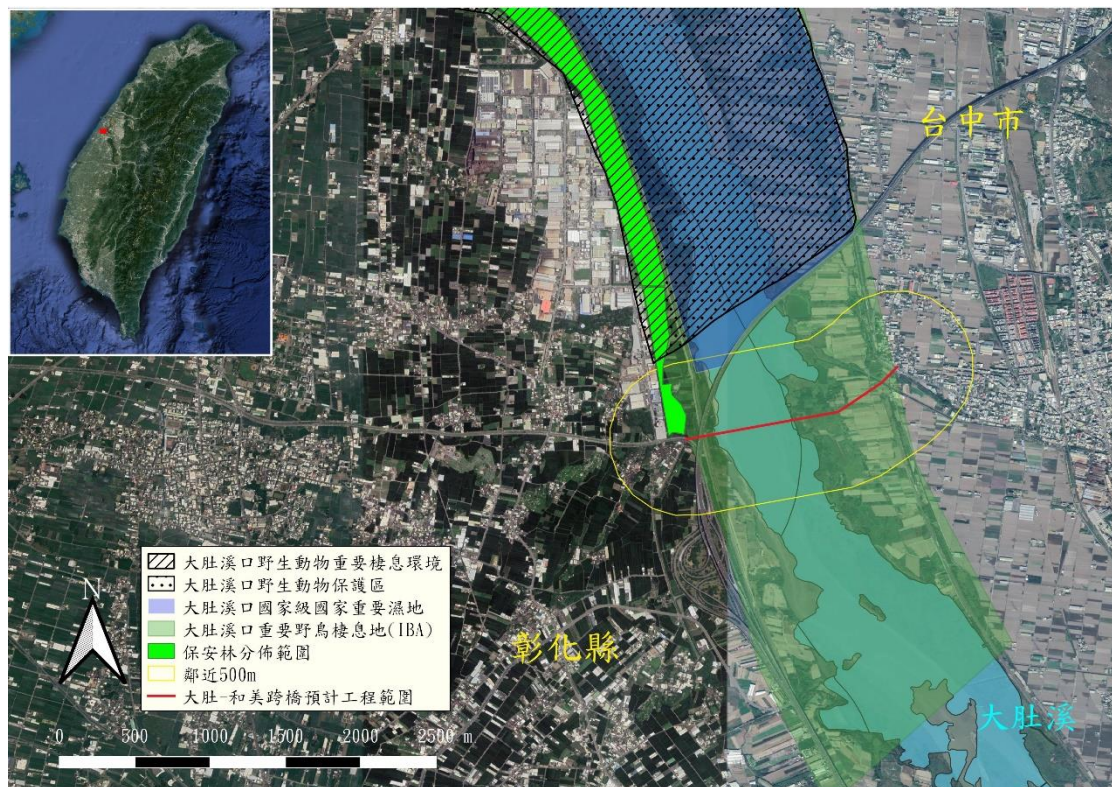 台中市
大肚溪口野生動物重要棲息環境
大肚溪口野生動物保護區
大肚溪口國家級國家重要濕地
大肚溪口重要野鳥棲息地(IBA)
保安林分佈範圍
鄰近500m
大肚-和美跨橋預計工程範圍
N
彰化縣
大肚溪
0 500 1000 1500 2000 2500 m